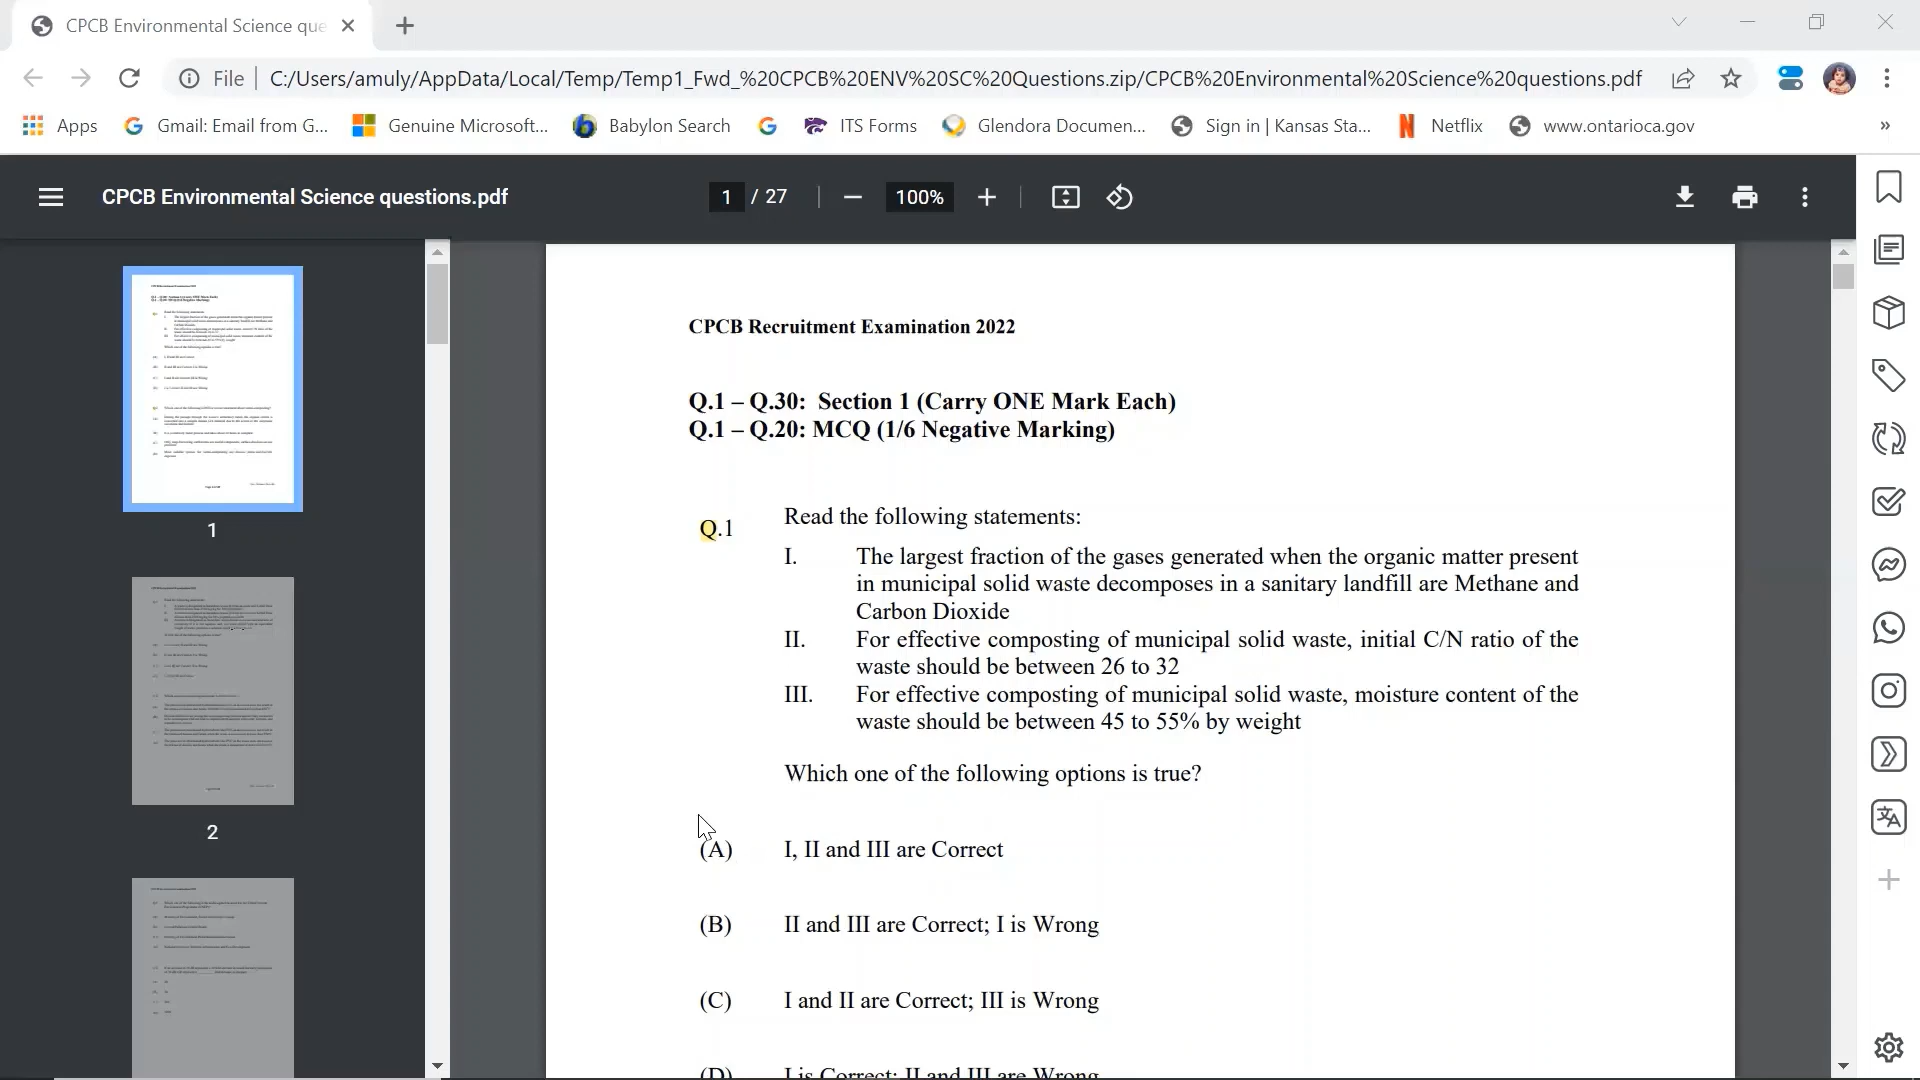 CPCB Environmental Science que
File
C:/Users/amuly/AppData/Local/Temp/Temp1_Fwd_%20CPCB%20ENV%20SC%20Questions.zip/CPCB%20Environmental%20Science%20questions.pdf
Apps
Gmail: Email from G...
Genuine Microsoft...
Babylon Search
ITS Forms
Glendora Documen...
Sign in | Kansas Sta...
Netflix
www.ontarioca.gov
»
CPCB Environmental Science questions.pdf
1 / 27
100%
1
2
CPCB Recruitment Examination 2022
Q.1 – Q.30: Section 1 (Carry ONE Mark Each)
Q.1 – Q.20: MCQ (1/6 Negative Marking)
Q.1 Read the following statements:
I. The largest fraction of the gases generated when the organic matter present
in municipal solid waste decomposes in a sanitary landfill are Methane and
Carbon Dioxide
II. For effective composting of municipal solid waste, initial C/N ratio of the
waste should be between 26 to 32
III. For effective composting of municipal solid waste, moisture content of the
waste should be between 45 to 55% by weight
Which one of the following options is true?
(A) I, II and III are Correct
(B) II and III are Correct; I is Wrong
(C) I and II are Correct; III is Wrong
(D) I is Correct; II and III are Wrong